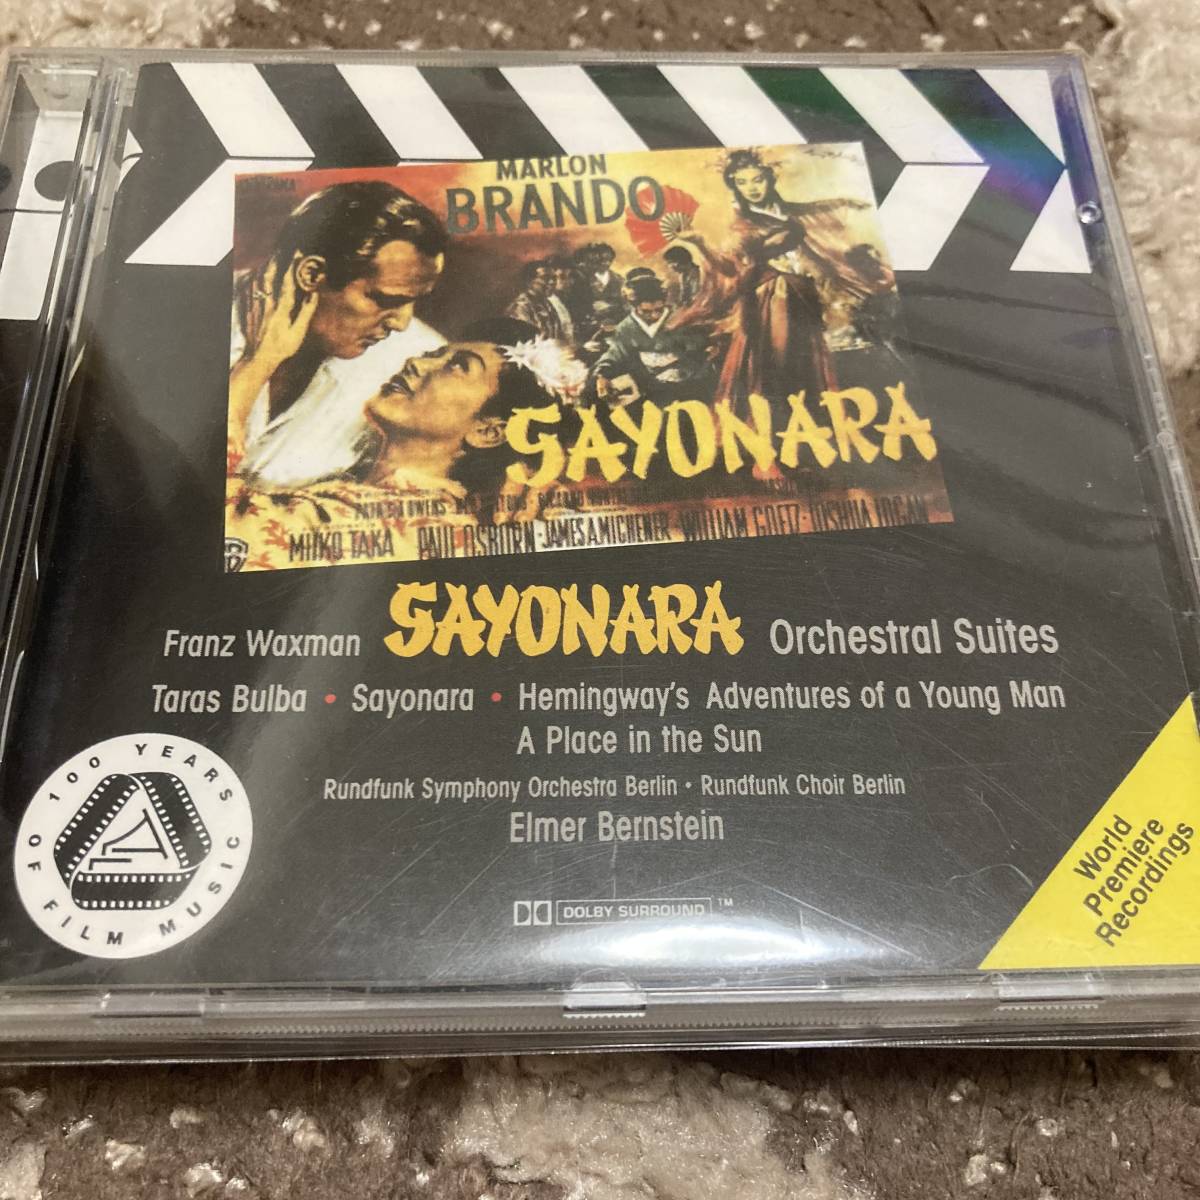 MARLON
BRANDO
SAYONARA
MIIKO TAKA PAUL OSBORN · JAMES A. MICHENER WILLIAM GOETZ · JOSHUA LOGAN
Franz Waxman SAYONARA Orchestral Suites
Taras Bulba • Sayonara • Hemingway's Adventures of a Young Man
A Place in the Sun
Rundfunk Symphony Orchestra Berlin • Rundfunk Choir Berlin
Elmer Bernstein
DOLBY SURROUND ™
100 YEARS
OF FILM MUSIC
World
Premiere
Recordings